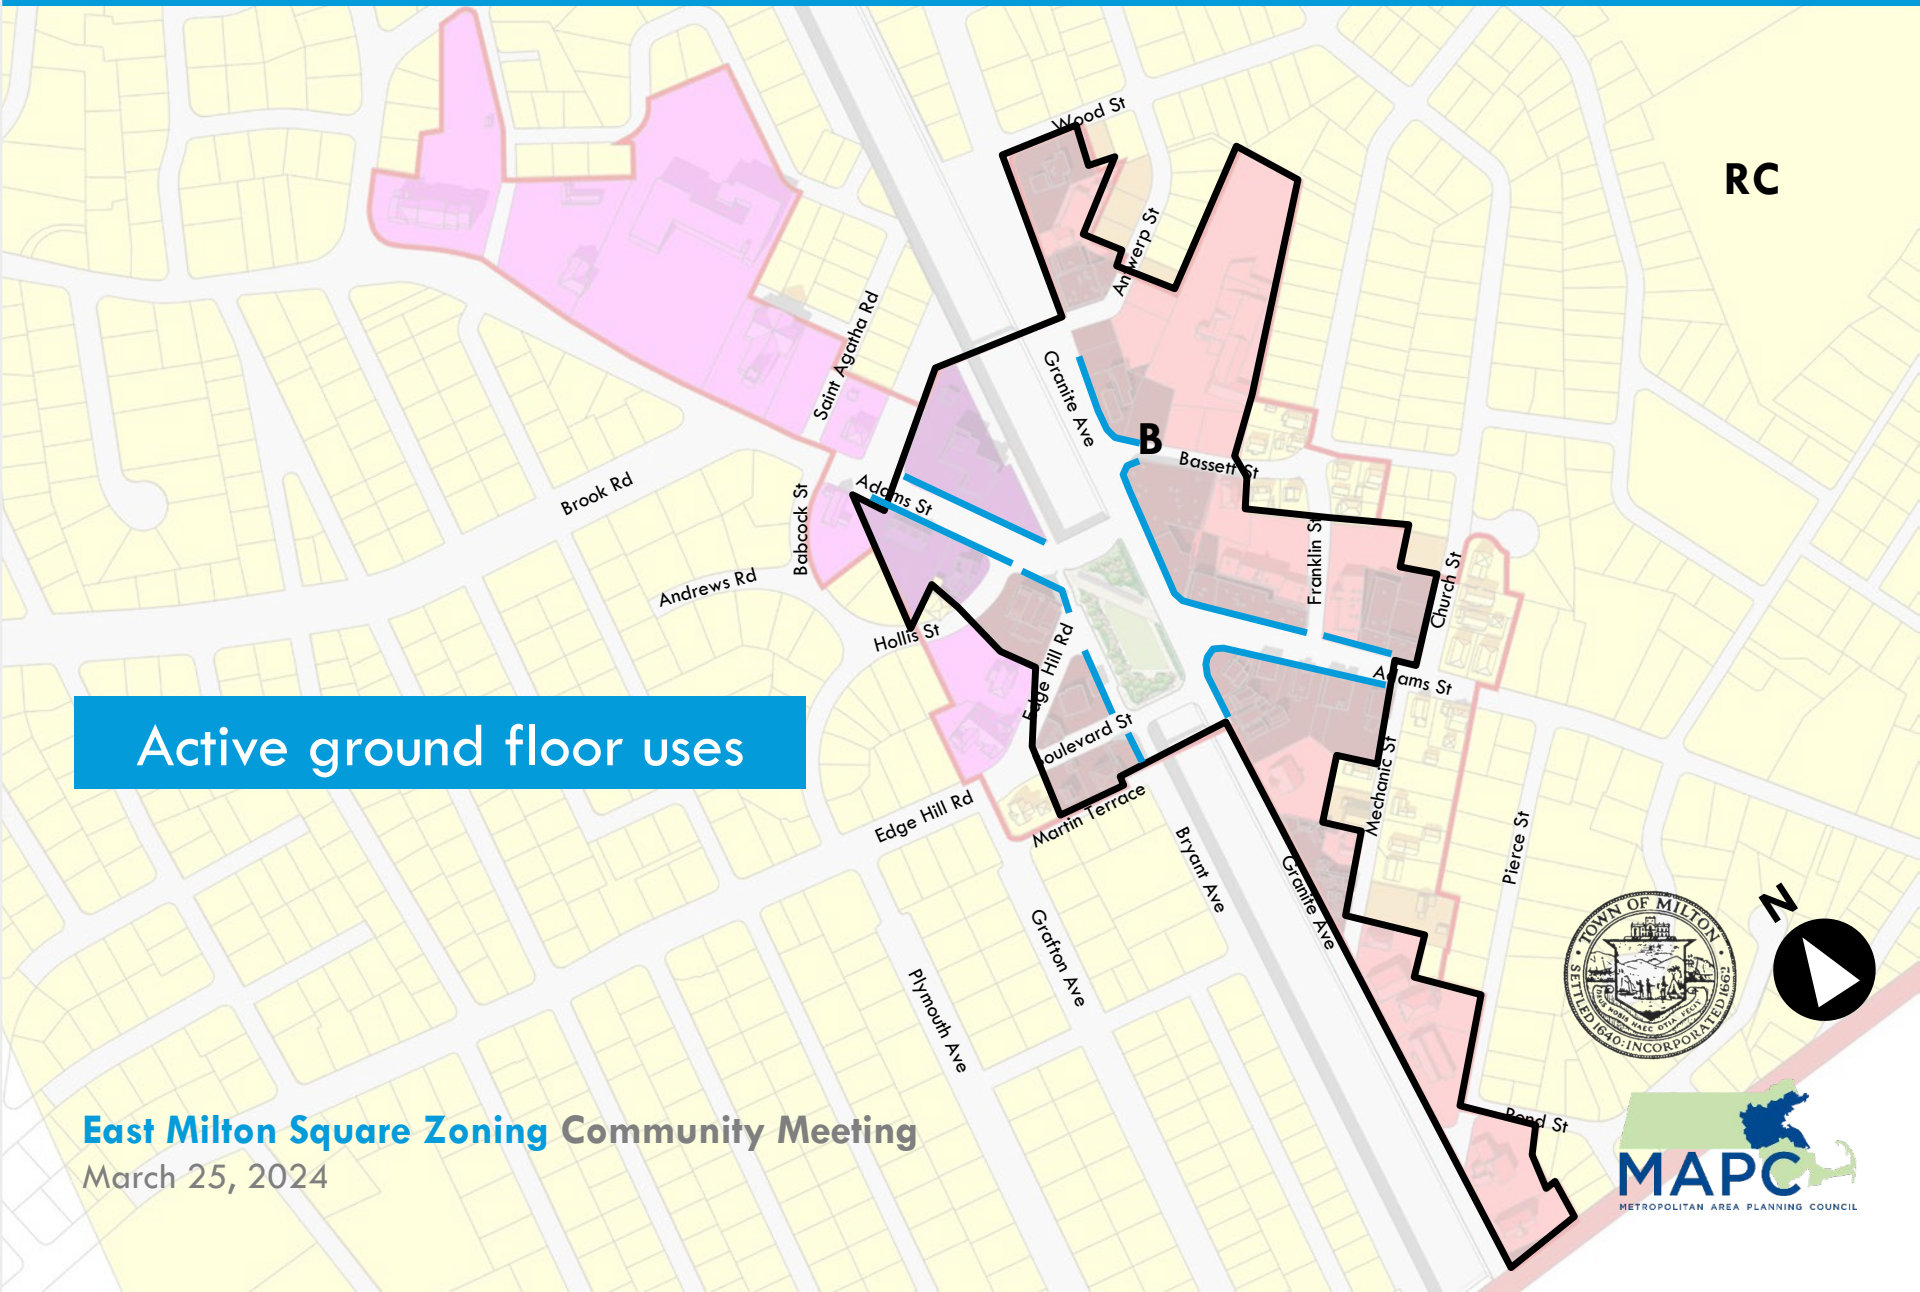 Wood St
RC
Antwerp St
Saint Agatha Rd
Granite Ave
B
Bassett St
Adams St
Brook Rd
Babcock St
Franklin St
Church St
Andrews Rd
Hollis St
Edge Hill Rd
Adams St
Boulevard St
Mechanic St
Active ground floor uses
Edge Hill Rd
Martin Terrace
Pierce St
Bryant Ave
Granite Ave
N
TOWN OF MILTON
SETTLED 1640: INCORPORATED 1662
Grafton Ave
Plymouth Ave
East Milton Square Zoning Community Meeting
March 25, 2024
Pond St
MAPC
METROPOLITAN AREA PLANNING COUNCIL